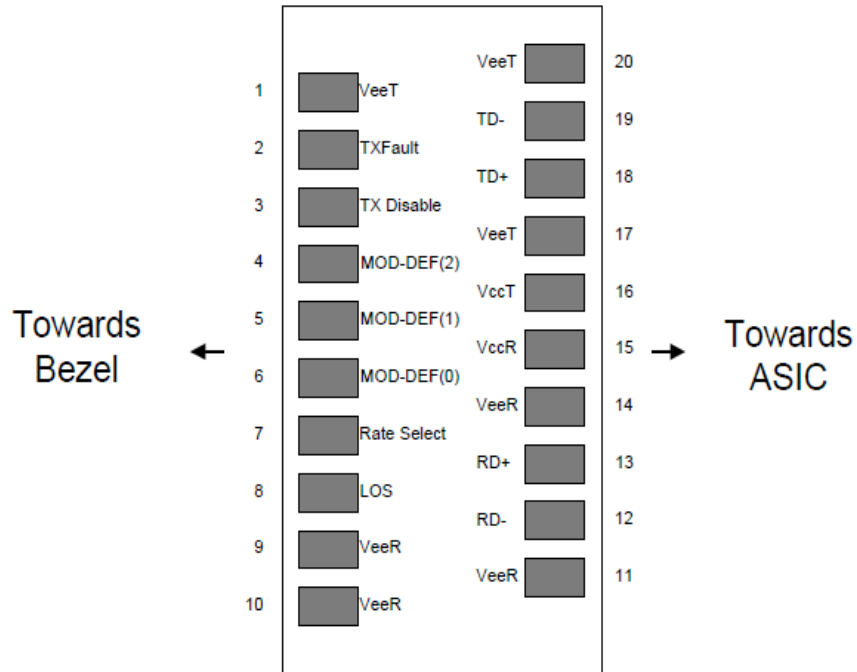 VeeT 20
1 VeeT
TD- 19
2 TXFault
TD+ 18
3 TX Disable
VeeT 17
4 MOD-DEF(2)
VccT 16
5 MOD-DEF(1)
Towards
Bezel
VccR 15
Towards
ASIC
6 MOD-DEF(0)
VeeR 14
7 Rate Select
RD+ 13
8 LOS
RD- 12
9 VeeR
VeeR 11
10 VeeR